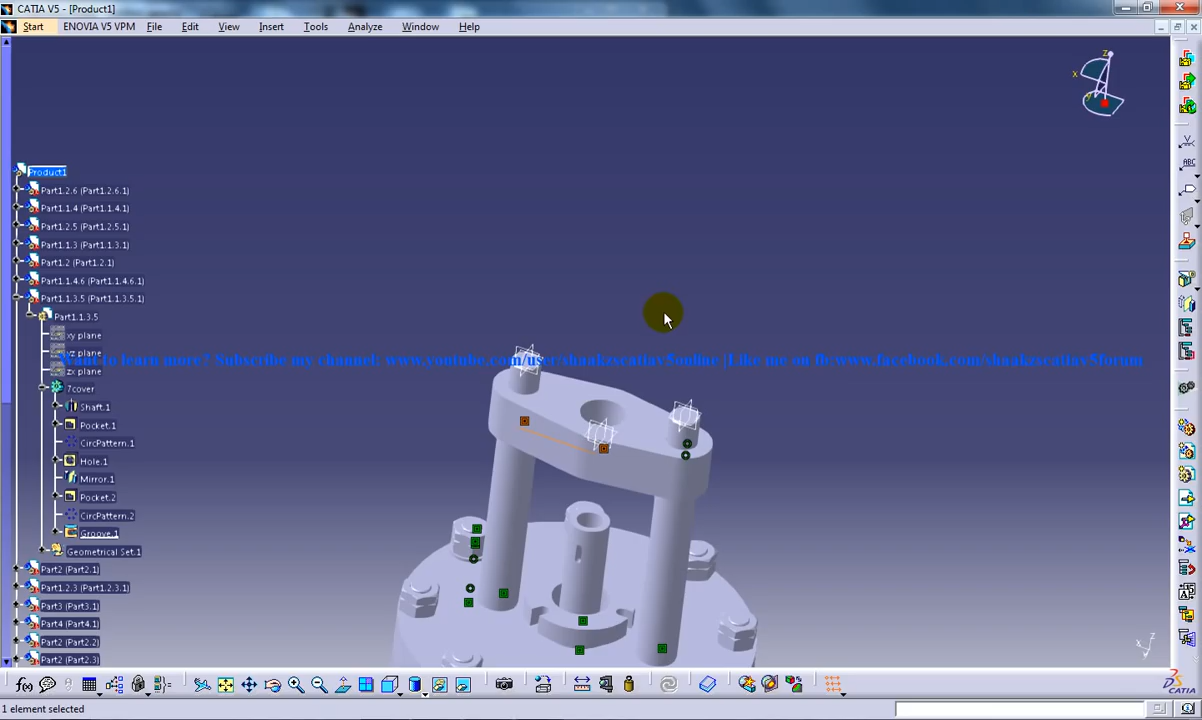 CATIA V5 - [Product1]
Start ENOVIA V5 VPM File Edit View Insert Tools Analyze Window Help
z
x
y
Product1
Part1.2.6 (Part1.2.6.1)
Part1.1.4 (Part1.1.4.1)
Part1.2.5 (Part1.2.5.1)
Part1.1.3 (Part1.1.3.1)
Part1.2 (Part1.2.1)
Part1.1.4.6 (Part1.1.4.6.1)
Part1.1.3.5 (Part1.1.3.5.1)
Part1.1.3.5
xy plane
yz plane
Want to learn more? Subscribe my channel: www.youtube.com/user/shaakzscatiav5online |Like me on fb:www.facebook.com/shaakzscatiav5forum
zx plane
7cover
Shaft.1
Pocket.1
CircPattern.1
Hole.1
Mirror.1
Pocket.2
CircPattern.2
Groove.1
Geometrical Set.1
Part2 (Part2.1)
Part1.2.3 (Part1.2.3.1)
Part3 (Part3.1)
Part4 (Part4.1)
Part2 (Part2.2)
Part2 (Part2.3)
f(x)
CATIA
1 element selected